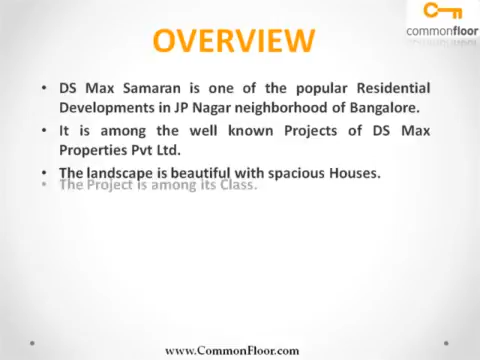 commonfloor
OVERVIEW
• DS Max Samaran is one of the popular Residential
Developments in JP Nagar neighborhood of Bangalore.
• It is among the well known Projects of DS Max
Properties Pvt Ltd.
• The landscape is beautiful with spacious Houses.
• The Project is among its Class.
www.CommonFloor.com